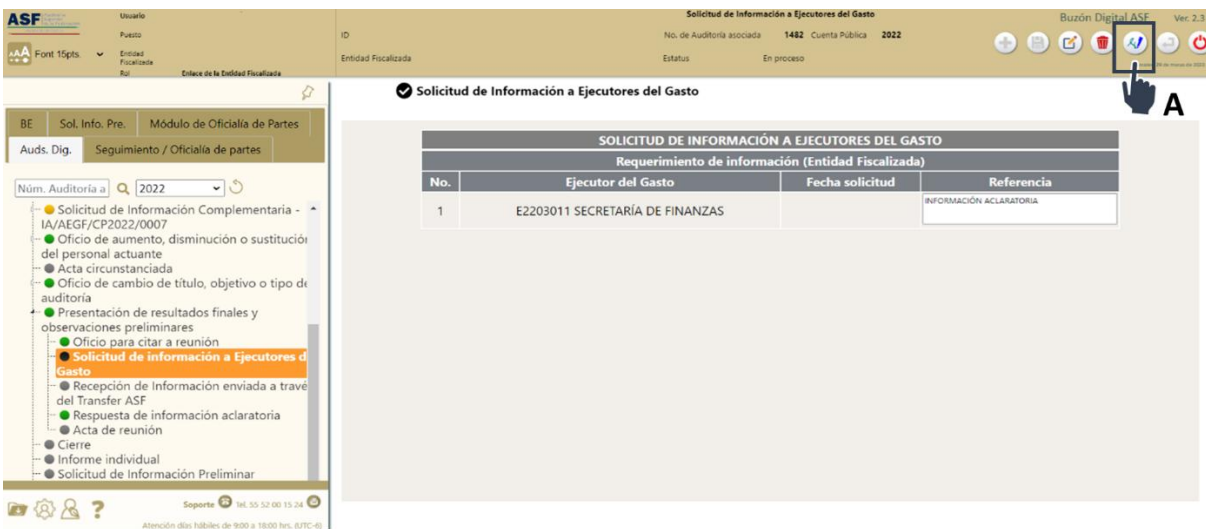 ASF
Usuario
Puesto
Entidad
Fiscalizada
Rol Enlace de la Entidad Fiscalizada
Font 15pts.
ID
Entidad Fiscalizada
Solicitud de Información a Ejecutores del Gasto
No. de Auditoría asociada 1482 Cuenta Pública 2022
Estatus En proceso
Buzón Digital ASF Ver. 2.3
A
BE Sol. Info. Pre. Módulo de Oficialía de Partes
Auds. Dig. Seguimiento / Oficialía de partes
Núm. Auditoría a 2022
Solicitud de Información Complementaria -
IA/AEGF/CP2022/0007
Oficio de aumento, disminución o sustitución
del personal actuante
Acta circunstanciada
Oficio de cambio de título, objetivo o tipo de
auditoría
Presentación de resultados finales y
observaciones preliminares
Oficio para citar a reunión
Solicitud de información a Ejecutores d
Gasto
Recepción de Información enviada a travé
del Transfer ASF
Respuesta de información aclaratoria
Acta de reunión
Cierre
Informe individual
Solicitud de Información Preliminar
Soporte Tel. 55 52 00 15 24
Atención días hábiles de 9:00 a 18:00 hrs. (UTC-6)
Solicitud de Información a Ejecutores del Gasto
SOLICITUD DE INFORMACIÓN A EJECUTORES DEL GASTO
Requerimiento de información (Entidad Fiscalizada)
No. Ejecutor del Gasto Fecha solicitud Referencia
1 E2203011 SECRETARÍA DE FINANZAS INFORMACIÓN ACLARATORIA